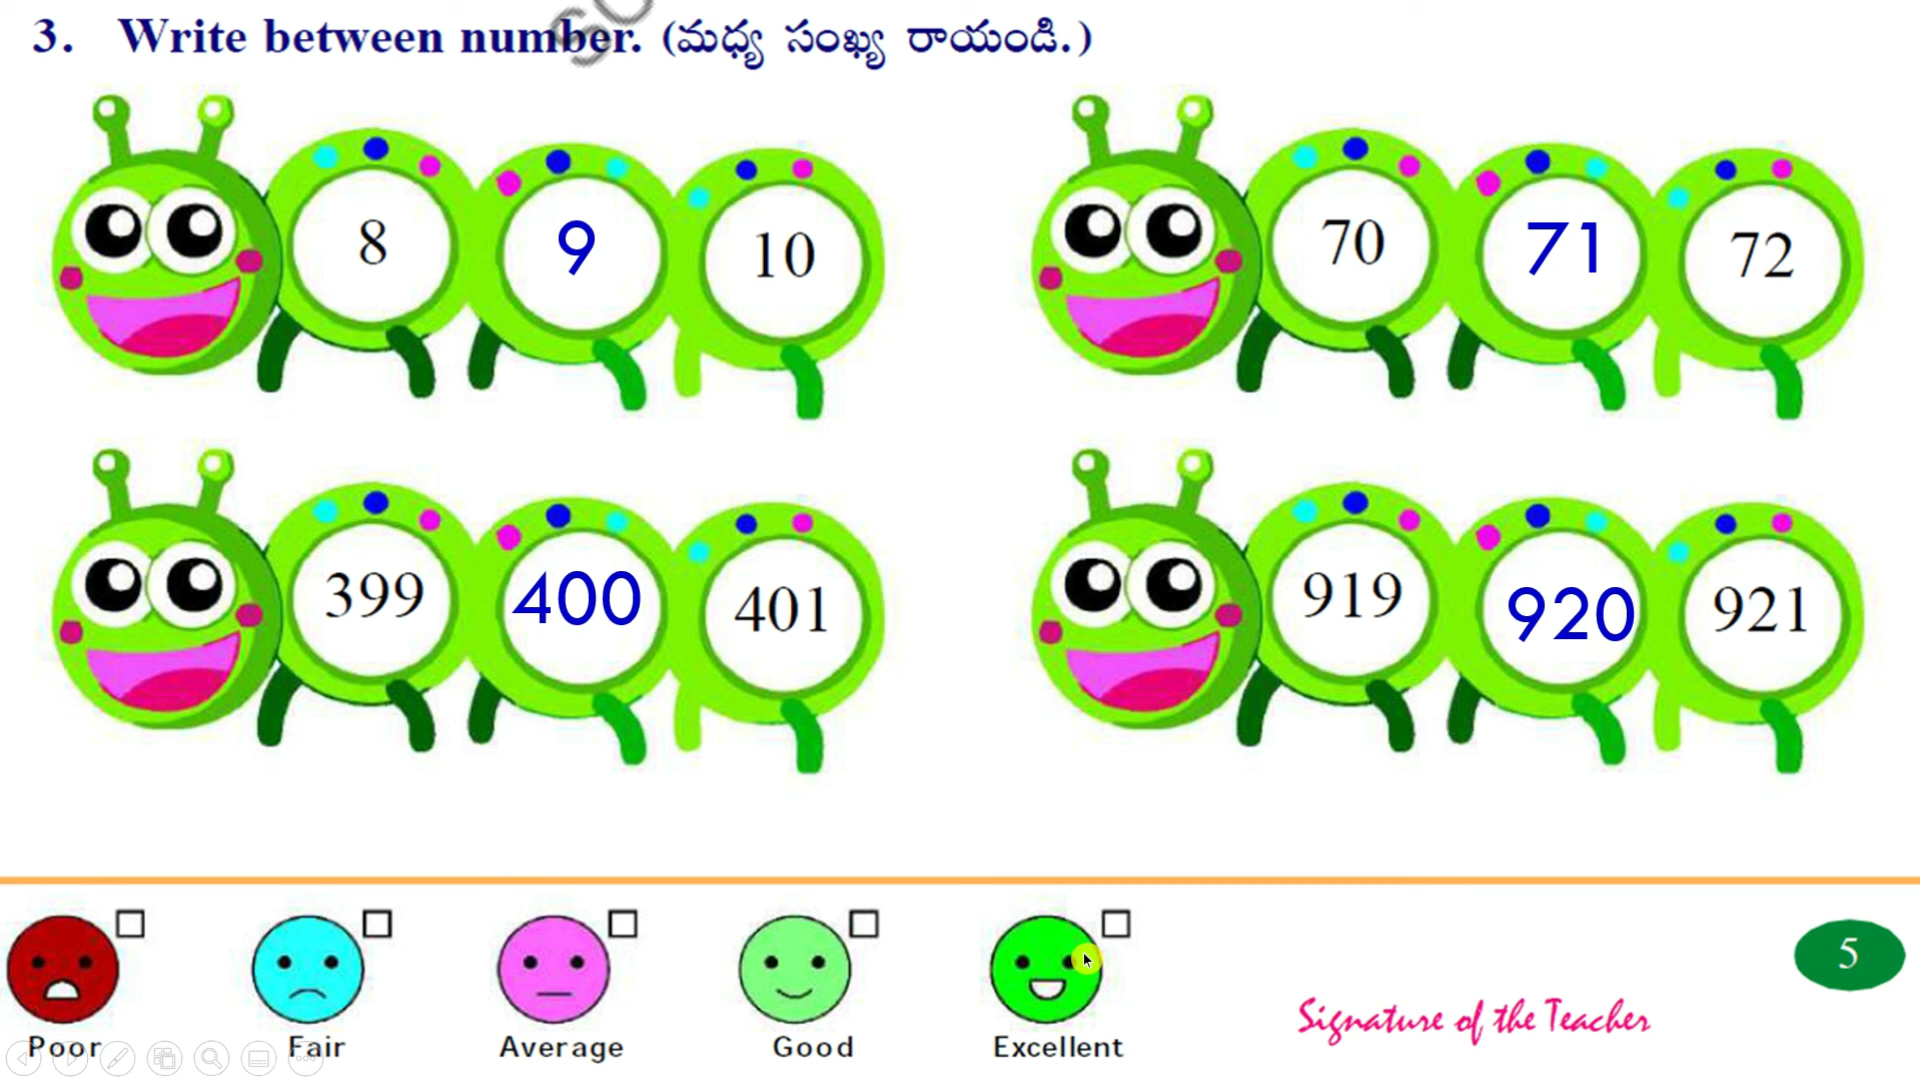 3. Write between number. (మధ్య సంఖ్య రాయండి.)
8 9 10
70 71 72
399 400 401
919 920 921
Poor
Fair
Average
Good
Excellent
Signature of the Teacher
5